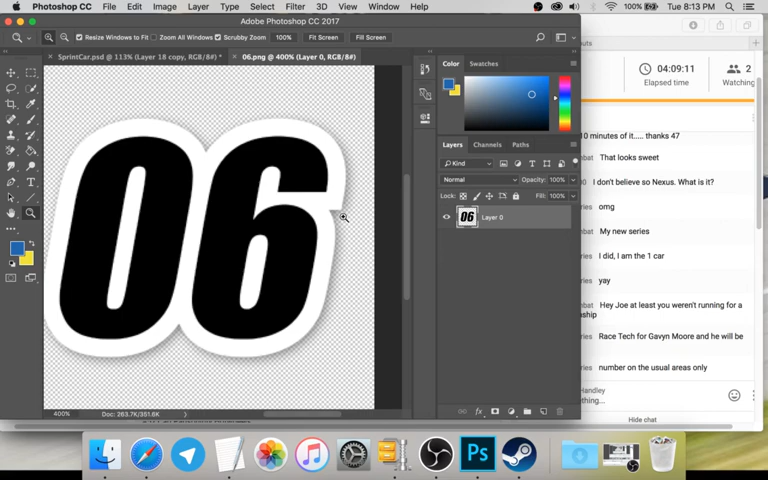 Photoshop CC File Edit Image Layer Type Select Filter 3D View Window Help 100% Tue 8:13 PM
Adobe Photoshop CC 2017
Resize Windows to Fit Zoom All Windows Scrubby Zoom 100% Fit Screen Fill Screen
SprintCar.psd @ 113% (Layer 18 copy, RGB/8#) * 06.png @ 400% (Layer 0, RGB/8#)
06
Color Swatches
Layers Channels Paths
Kind
Normal Opacity: 100%
Lock: Fill: 100%
06 Layer 0
400% Doc: 263.7K/351.6K
04:09:11 2
Elapsed time Watching
10 minutes of it..... thanks 47
That looks sweet
I don't believe so Nexus. What is it?
omg
My new series
I did, I am the 1 car
yay
Hey Joe at least you weren't running for a
Race Tech for Gavyn Moore and he will be
number on the usual areas only
Handley
Hide chat
Ps